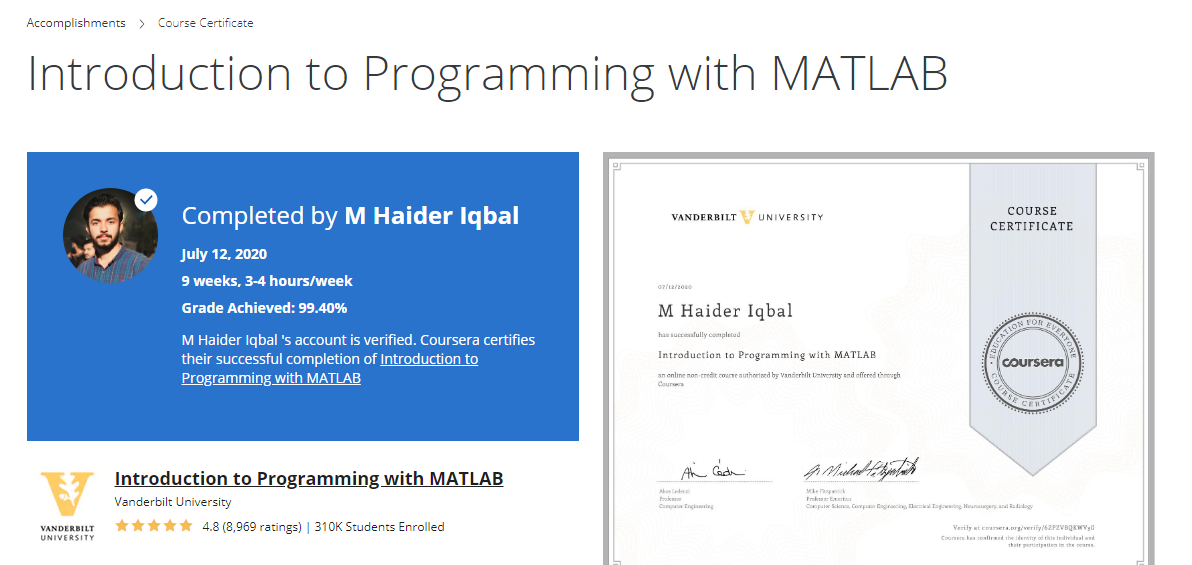 Accomplishments > Course Certificate
Introduction to Programming with MATLAB
Completed by M Haider Iqbal
July 12, 2020
9 weeks, 3-4 hours/week
Grade Achieved: 99.40%
M Haider Iqbal 's account is verified. Coursera certifies
their successful completion of Introduction to
Programming with MATLAB
VANDERBILT
UNIVERSITY
Introduction to Programming with MATLAB
Vanderbilt University
4.8 (8,969 ratings) | 310K Students Enrolled
VANDERBILT UNIVERSITY
COURSE
CERTIFICATE
07/12/2020
M Haider Iqbal
has successfully completed
Introduction to Programming with MATLAB
an online non-credit course authorized by Vanderbilt University and offered through
Coursera
EDUCATION FOR EVERYONE
coursera
COURSE CERTIFICATE
Akos Ledeczi
Professor
Computer Engineering
Mike Fitzpatrick
Professor Emeritus
Computer Science, Computer Engineering, Electrical Engineering, Neurosurgery, and Radiology
Verify at coursera.org/verify/
Coursera has confirmed the identity of this individual and
their participation in the course.